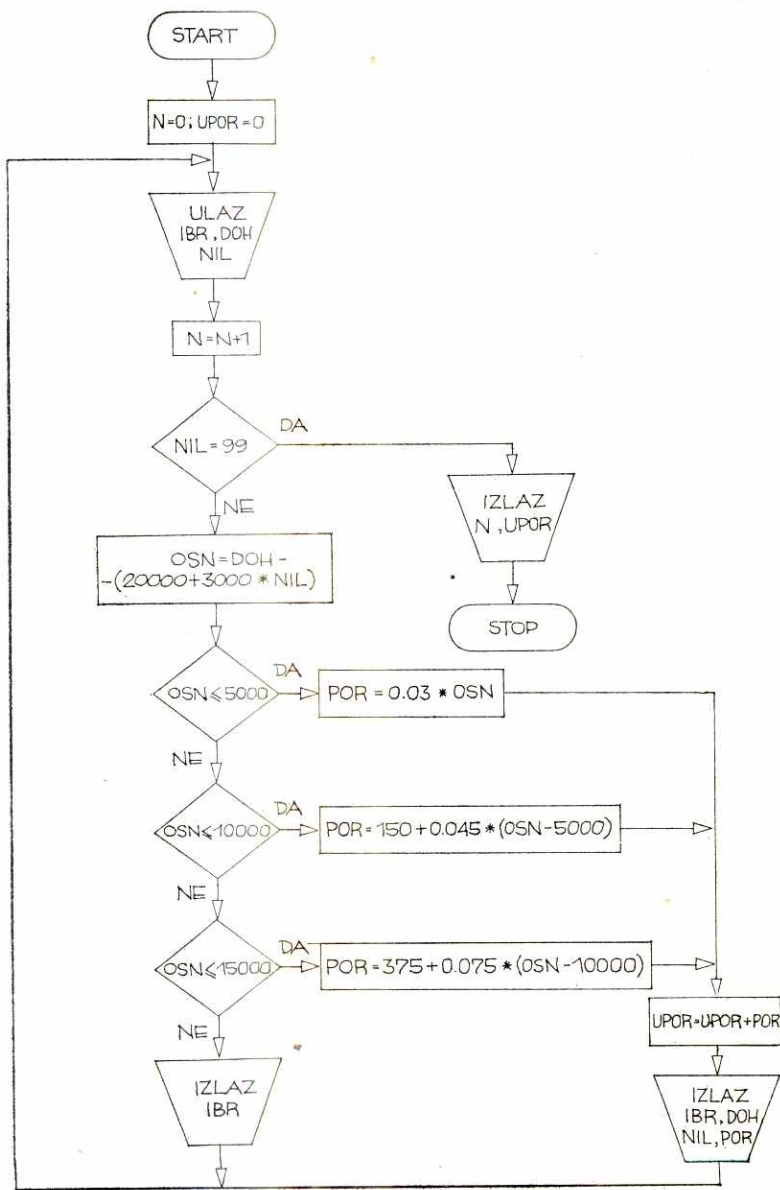 START
N=0; UPOR=0
ULAZ
IBR, DOH
NIL
N=N+1
NIL=99
DA
NE
IZLAZ
N, UPOR
STOP
OSN=DOH-
-(20000+3000 * NIL)
OSN≤5000
DA
POR = 0.03 * OSN
NE
OSN≤10000
DA
POR=150+0.045*(OSN-5000)
NE
OSN≤15000
DA
POR=375+0.075*(OSN-10000)
NE
UPOR=UPOR+POR
IZLAZ
IBR
IZLAZ
IBR, DOH
NIL, POR